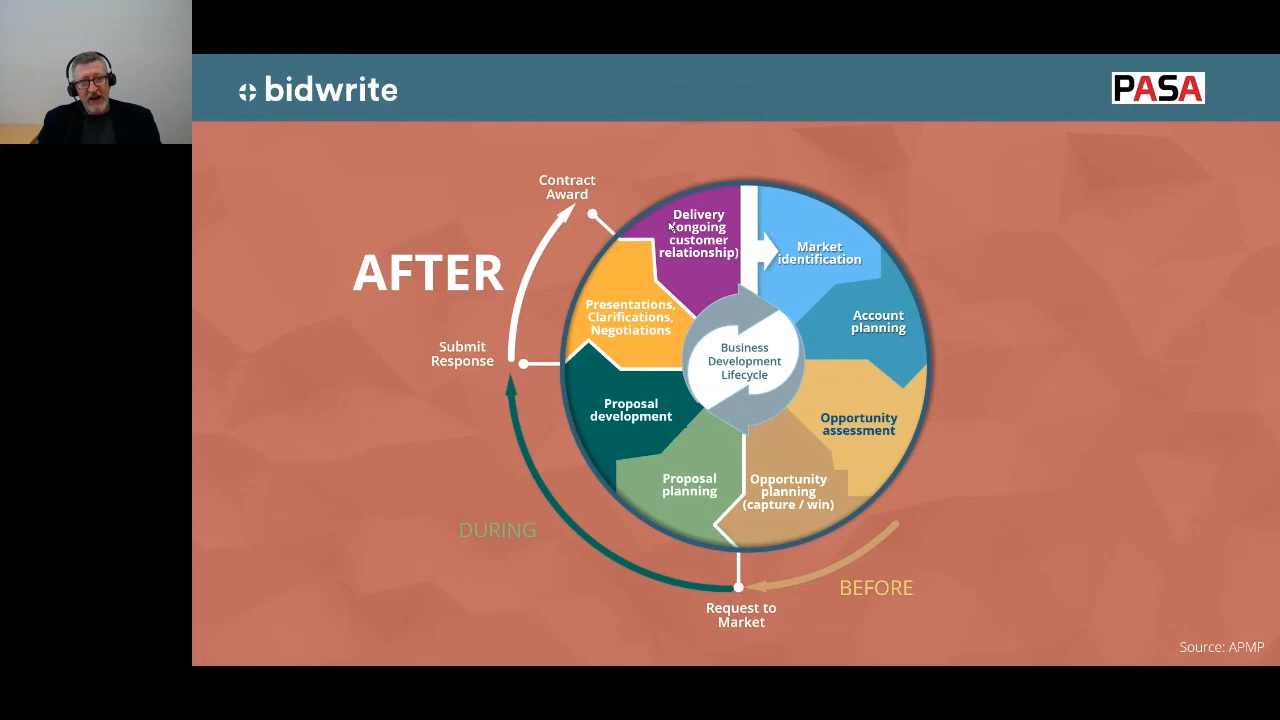 bidwrite
PASA
Contract
Award
AFTER
Submit
Response
DURING
BEFORE
Request to
Market
Delivery
(ongoing
customer
relationship)
Market
identification
Account
planning
Opportunity
assessment
Opportunity
planning
(capture / win)
Proposal
planning
Proposal
development
Presentations,
Clarifications,
Negotiations
Business
Development
Lifecycle
Source: APMP